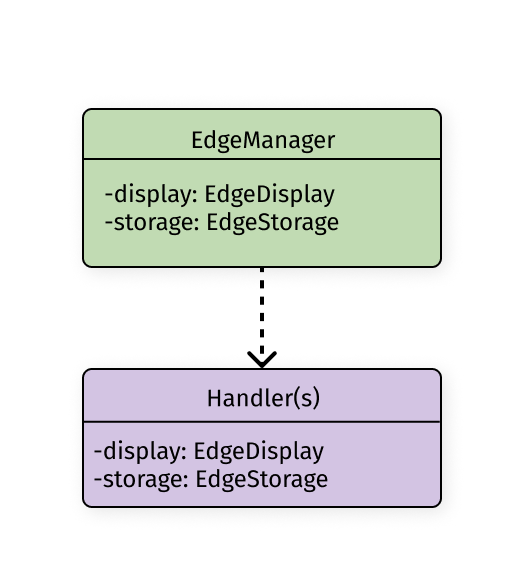 EdgeManager
-display: EdgeDisplay
-storage: EdgeStorage
Handler(s)
-display: EdgeDisplay
-storage: EdgeStorage